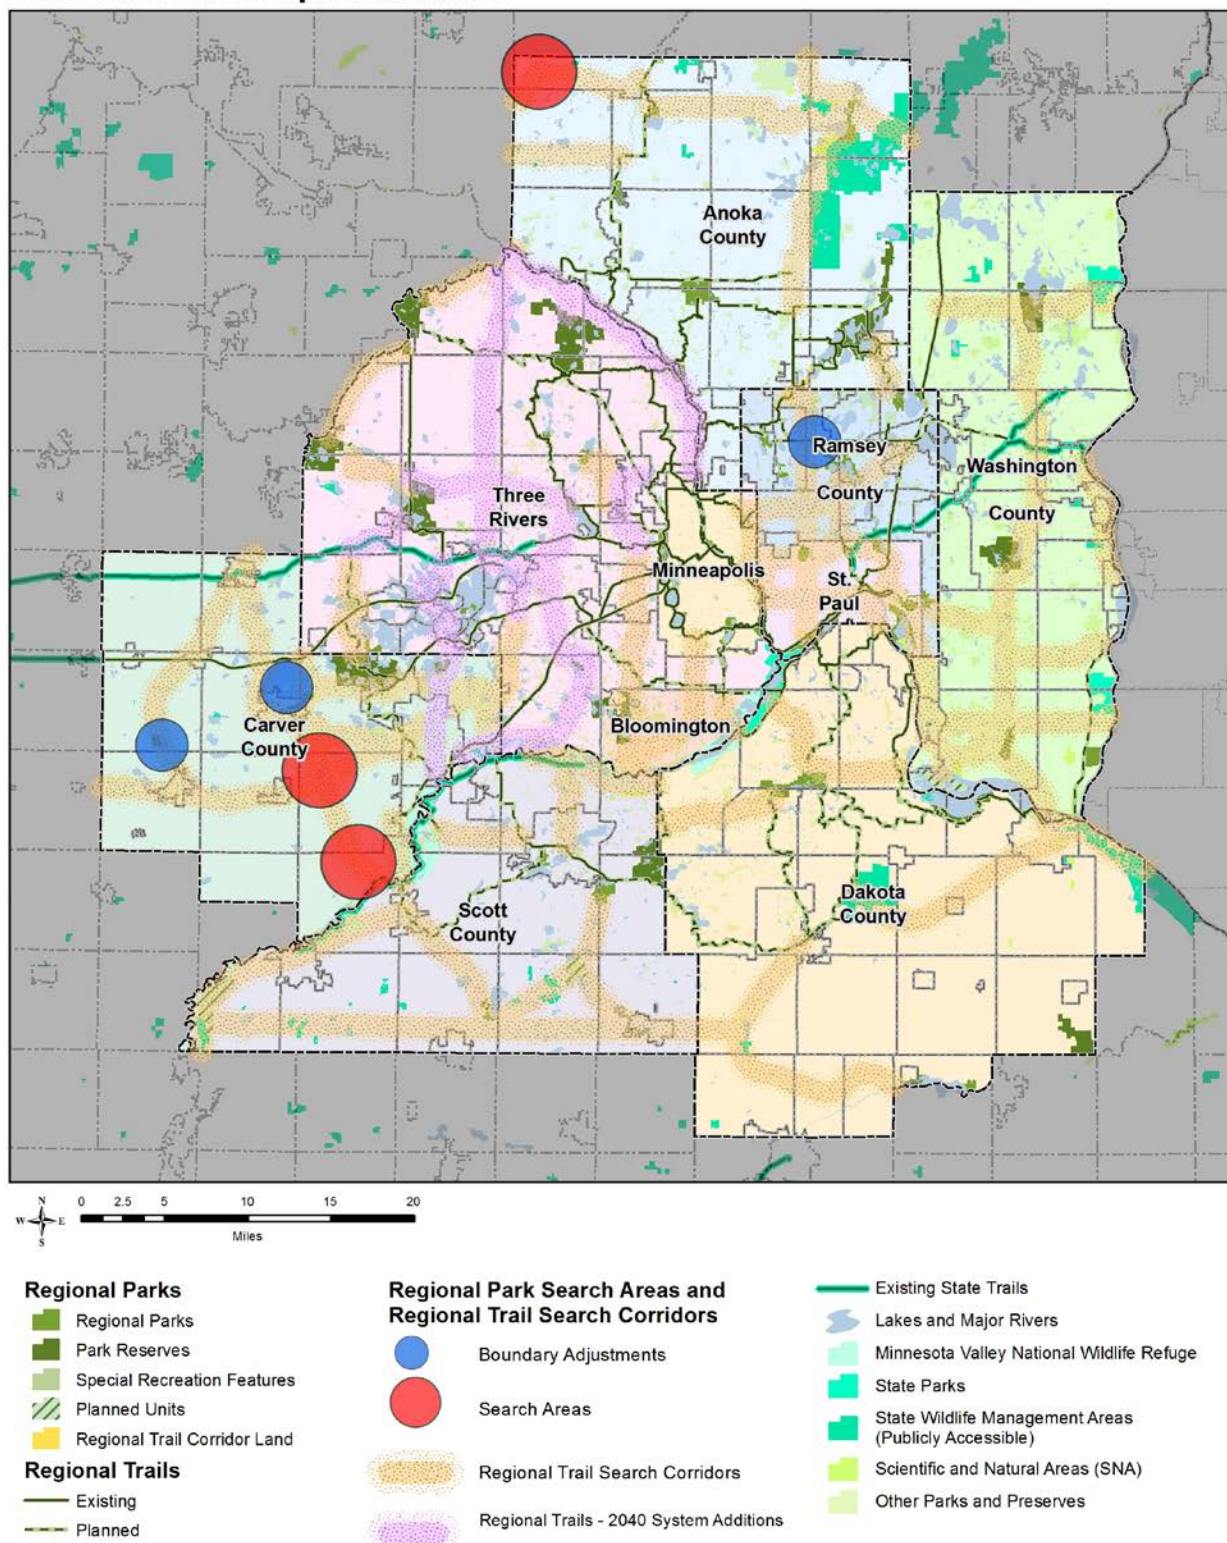 Anoka
County
Ramsey
County
Washington
County
Three
Rivers
Minneapolis
St.
Paul
Bloomington
Carver
County
Scott
County
Dakota
County
N
W E
S
0 2.5 5 10 15 20
Miles
Regional Parks
Regional Parks
Park Reserves
Special Recreation Features
Planned Units
Regional Trail Corridor Land
Regional Trails
Existing
Planned
Regional Park Search Areas and
Regional Trail Search Corridors
Boundary Adjustments
Search Areas
Regional Trail Search Corridors
Regional Trails - 2040 System Additions
Existing State Trails
Lakes and Major Rivers
Minnesota Valley National Wildlife Refuge
State Parks
State Wildlife Management Areas
(Publicly Accessible)
Scientific and Natural Areas (SNA)
Other Parks and Preserves